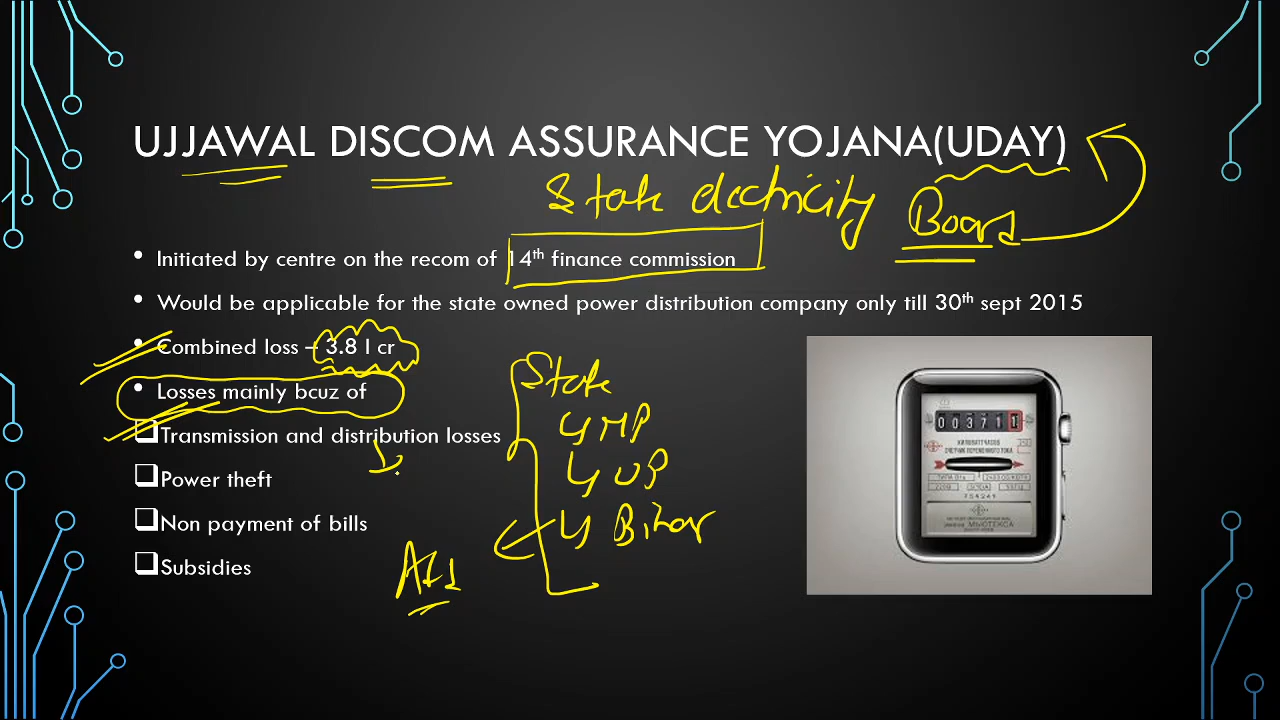 UJJAWAL DISCOM ASSURANCE YOJANA(UDAY)
State electricity Board
• Initiated by centre on the recom of 14th finance commission
• Would be applicable for the state owned power distribution company only till 30th sept 2015
• Combined loss – 3.8 l cr
• Losses mainly bcuz of
❑Transmission and distribution losses
❑Power theft
❑Non payment of bills
❑Subsidies
State
MP
UP
Bihar
00371